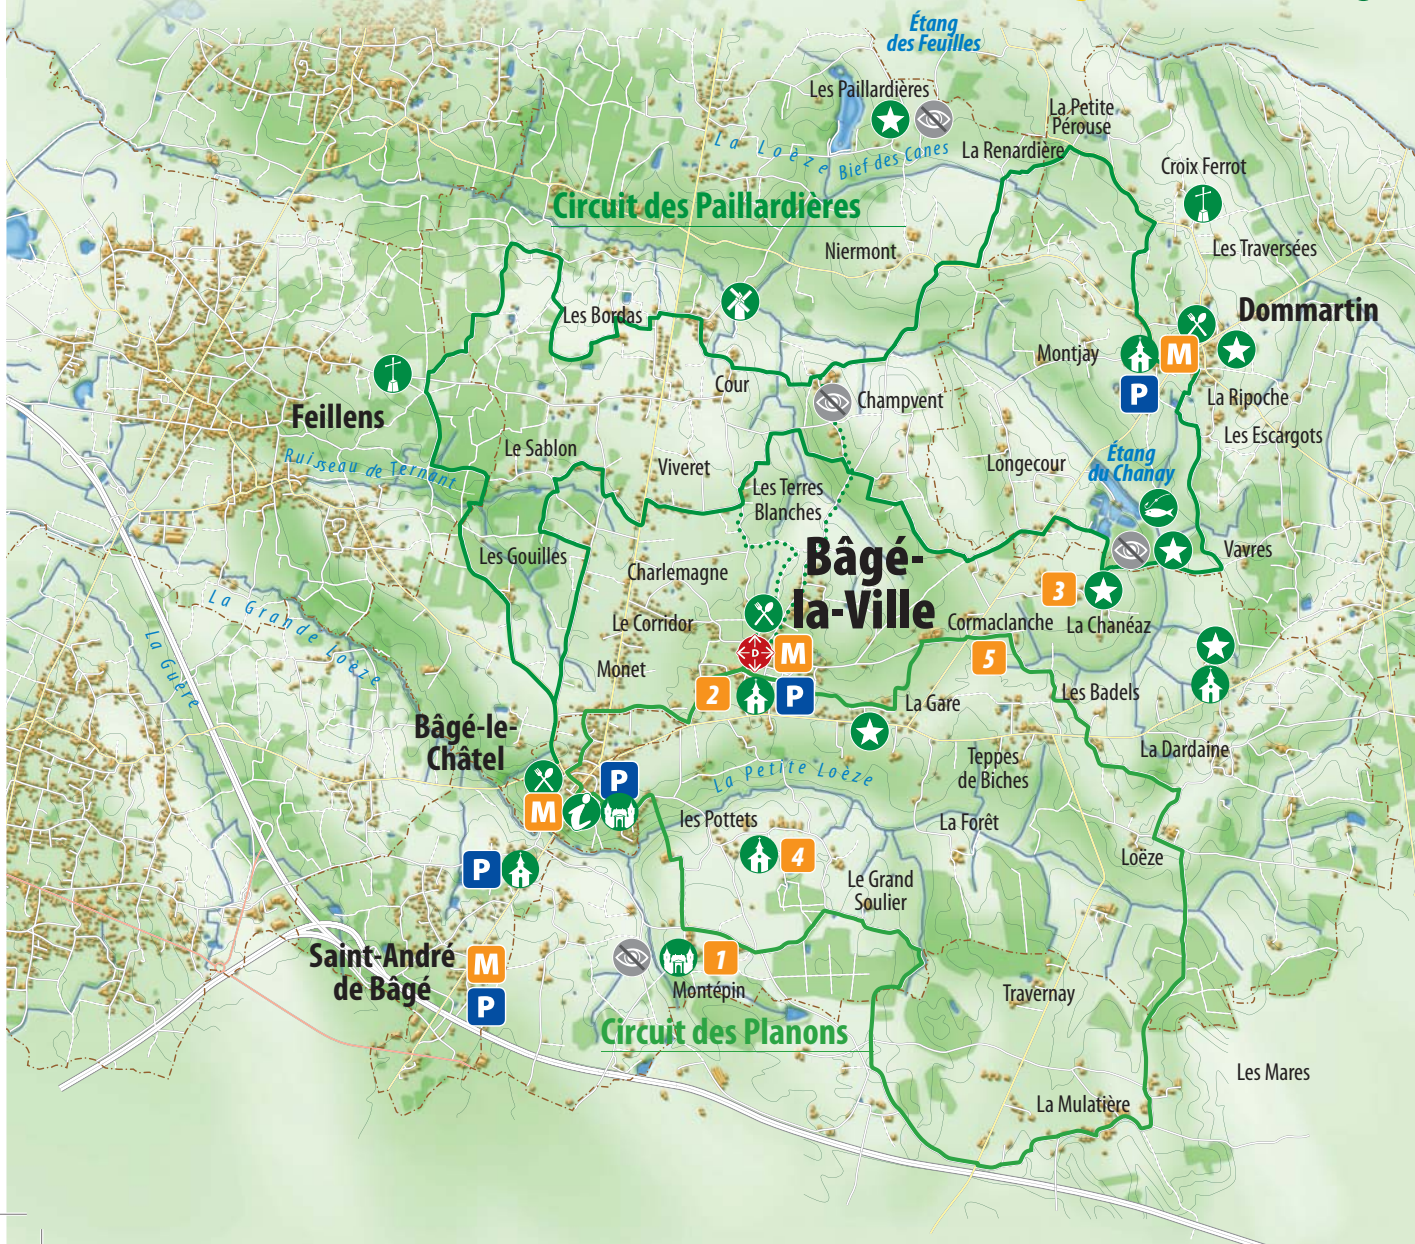 Étang
des Feuilles
Les Paillardières
La Petite
Pérouse
La Loëze
Bief des Canes
La Renardière
Croix Ferrot
Circuit des Paillardières
Niermont
Les Traversées
Dommartin
Les Bordas
Montjay
M
P
Cour
Champvent
La Ripoche
Feillens
Les Escargots
Le Sablon
Ruisseau de Ternant
Viveret
Longecour
Étang
du Chanay
Les Terres
Blanches
Les Gouilles
Bâgé-
la-Ville
Vavres
Charlemagne
3
La Grande Loëze
Le Corridor
Cormaclanche
La Chanéaz
La Guère
D
M
5
Monet
2
P
La Gare
Les Badels
Bâgé-le-
Châtel
La Dardaine
Teppes
de Biches
La Petite Loëze
P
M
i
les Pottets
La Forêt
4
Loëze
P
Le Grand
Soulier
Saint-André
de Bâgé
M
P
1
Montépin
Travernay
Circuit des Planons
Les Mares
La Mulatière